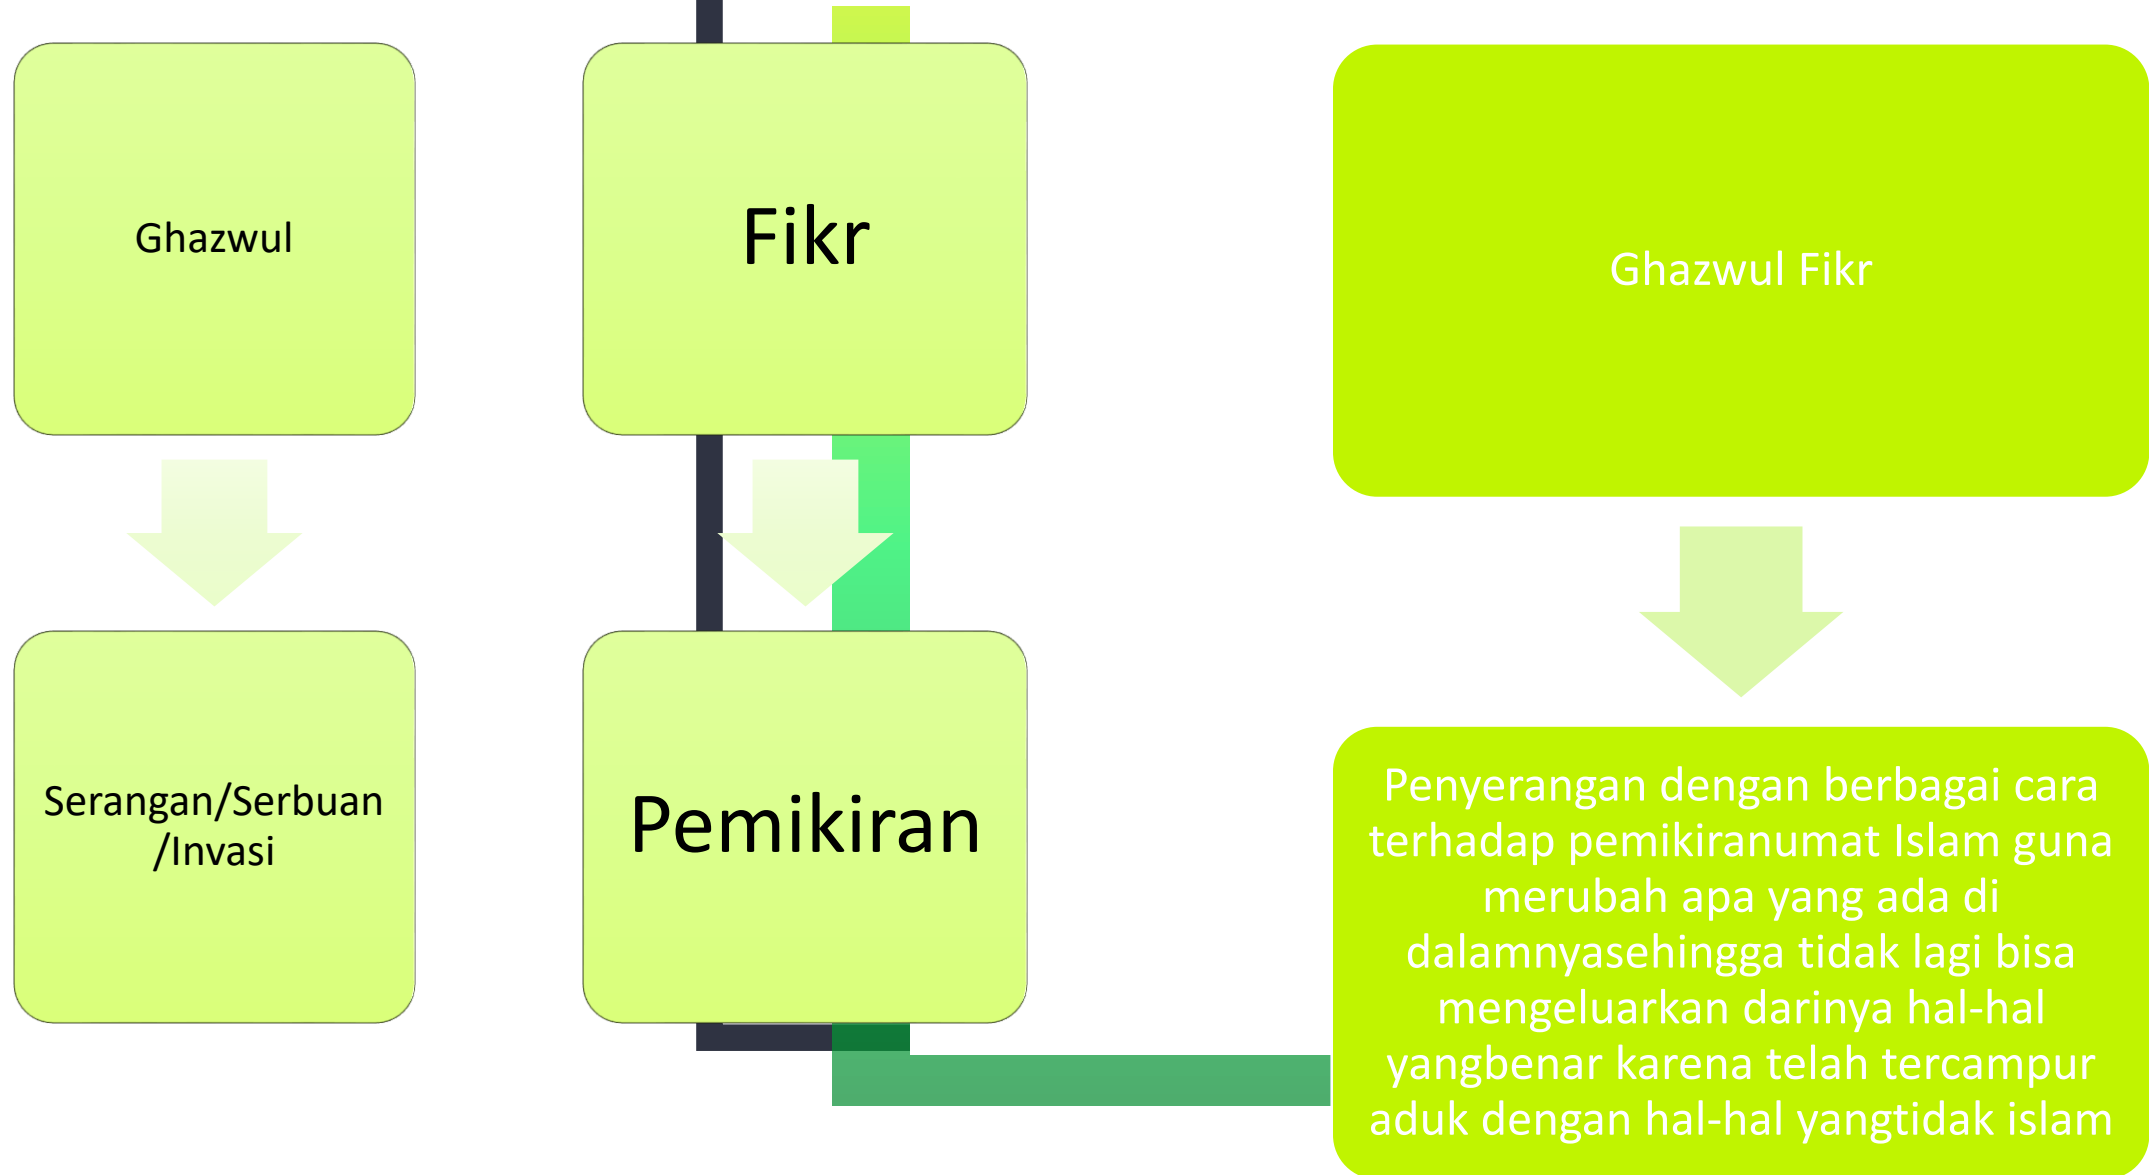 Ghazwul
Serangan/Serbuan
/Invasi
Fikr
Pemikiran
Ghazwul Fikr
Penyerangan dengan berbagai cara
terhadap pemikiranumat Islam guna
merubah apa yang ada di
dalamnyasehingga tidak lagi bisa
mengeluarkan darinya hal-hal
yangbenar karena telah tercampur
aduk dengan hal-hal yangtidak islam